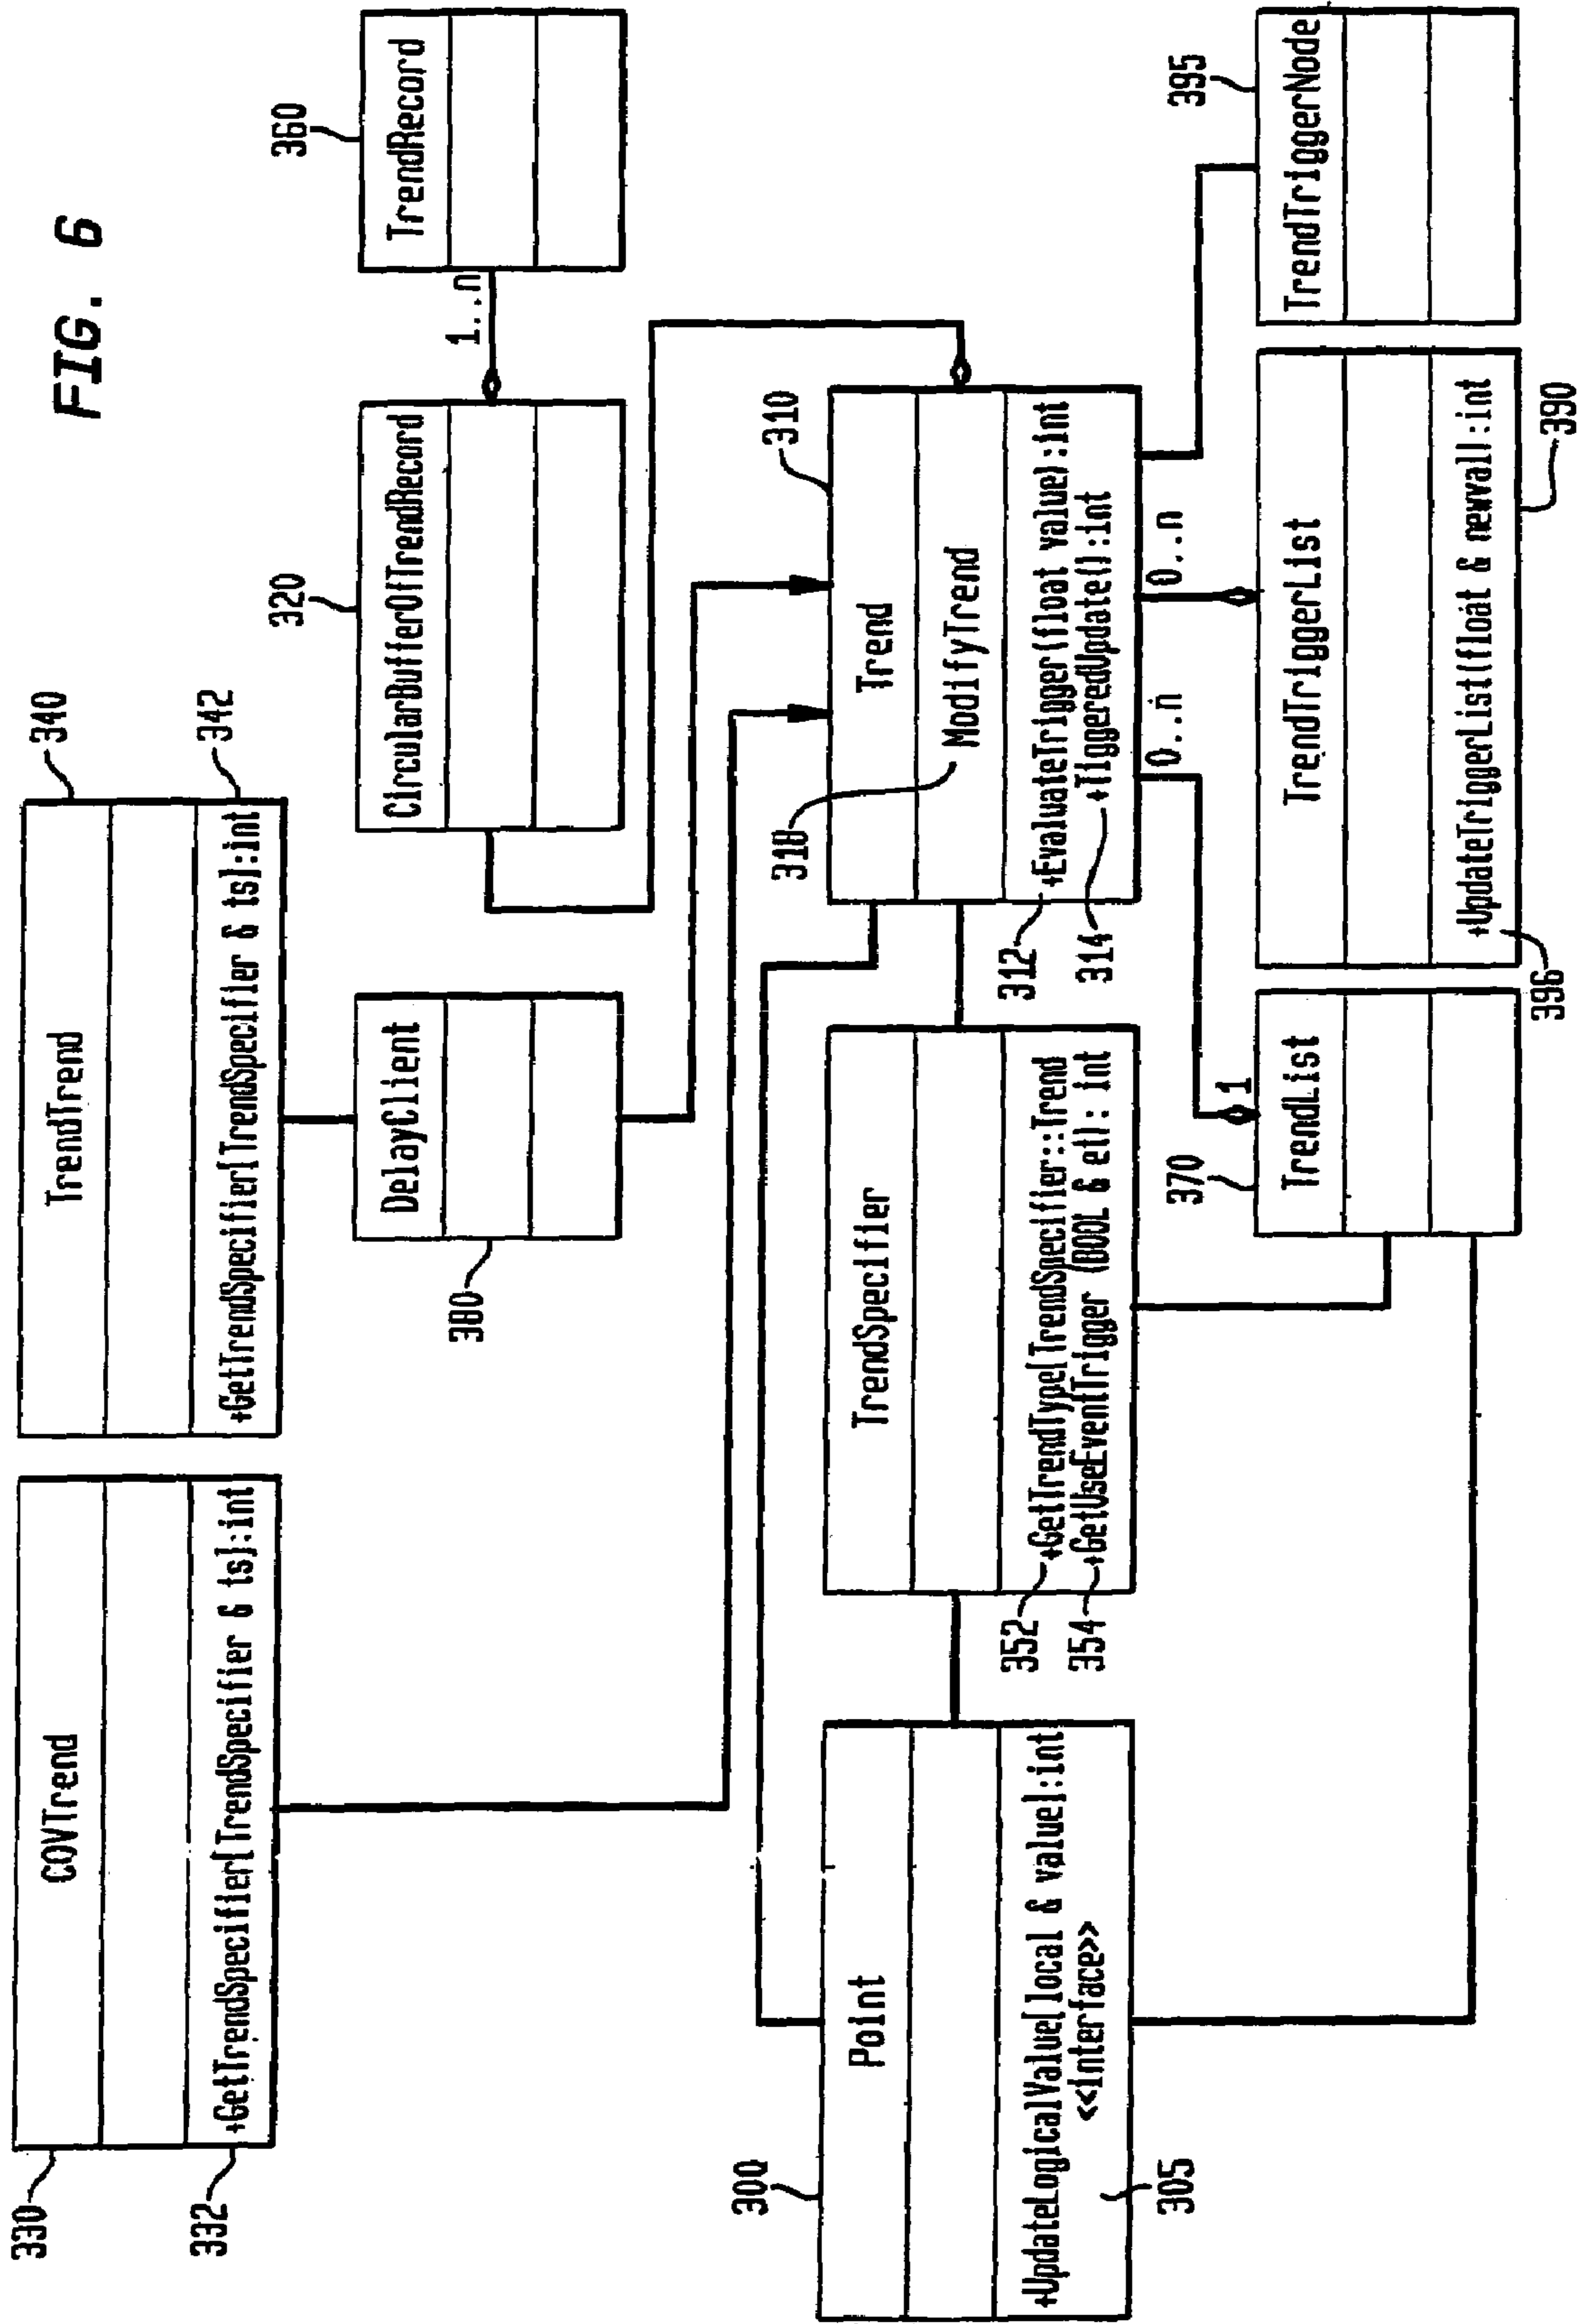 FIG. 6
330
COVTrend
332
+GetTrendSpecifier[TrendSpecifier & ts]:int
TrendTrend
340
+GetTrendSpecifier[TrendSpecifier & ts]:int
342
380
DelayClient
320
CircularBufferOfTrendRecord
1..n
360
TrendRecord
300
Point
+UpdateLogicalValue[local & value]:int
<<interface>>
305
TrendSpecifier
352
+GetTrendType[TrendSpecifier::Trend
354
+GetUseEventTrigger (BOOL & et): int
310
Trend
318
ModifyTrend
312
+EvaluateTrigger(float value):int
314
+TiggeredUpdate():int
0..n
0..n
1
370
TrendList
TrendTriggerList
+UpdateTriggerList(float & newval):int
396
390
395
TrendTriggerNode